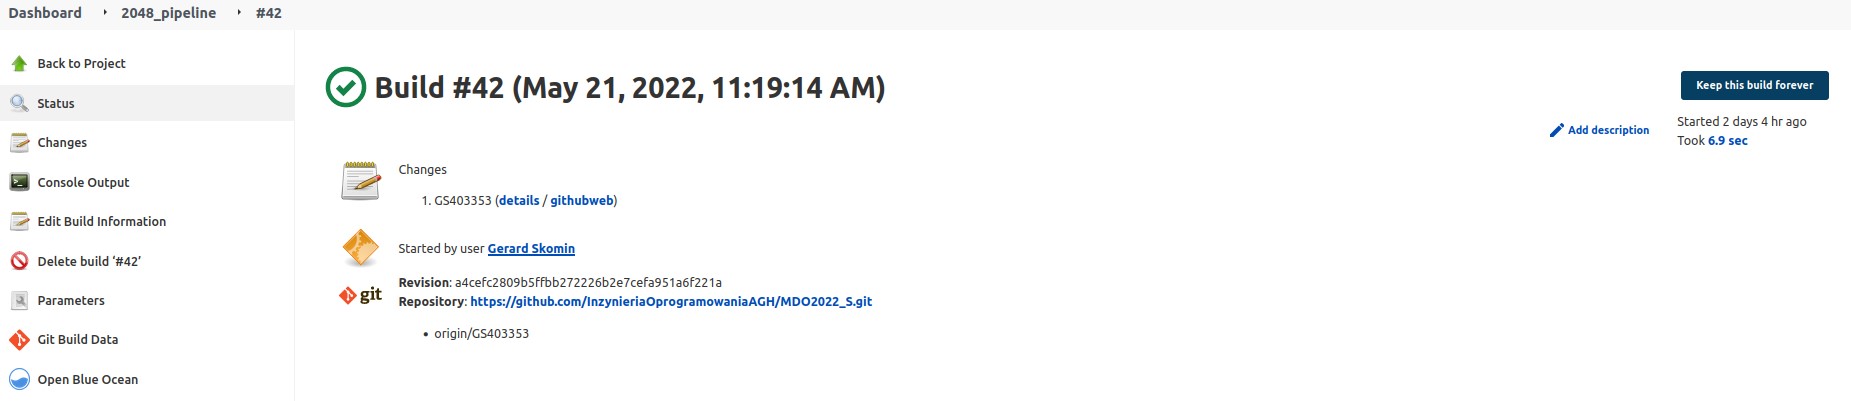 Dashboard 2048_pipeline #42
Back to Project
Status
Changes
Console Output
Edit Build Information
Delete build ‘#42’
Parameters
Git Build Data
Open Blue Ocean
Build #42 (May 21, 2022, 11:19:14 AM)
Keep this build forever
Add description
Started 2 days 4 hr ago
Took 6.9 sec
Changes
1. GS403353 (details / githubweb)
Started by user Gerard Skomin
git
Revision: a4cefc2809b5ffbb272226b2e7cefa951a6f221a
Repository: https://github.com/InzynieriaOprogramowaniaAGH/MDO2022_S.git
• origin/GS403353